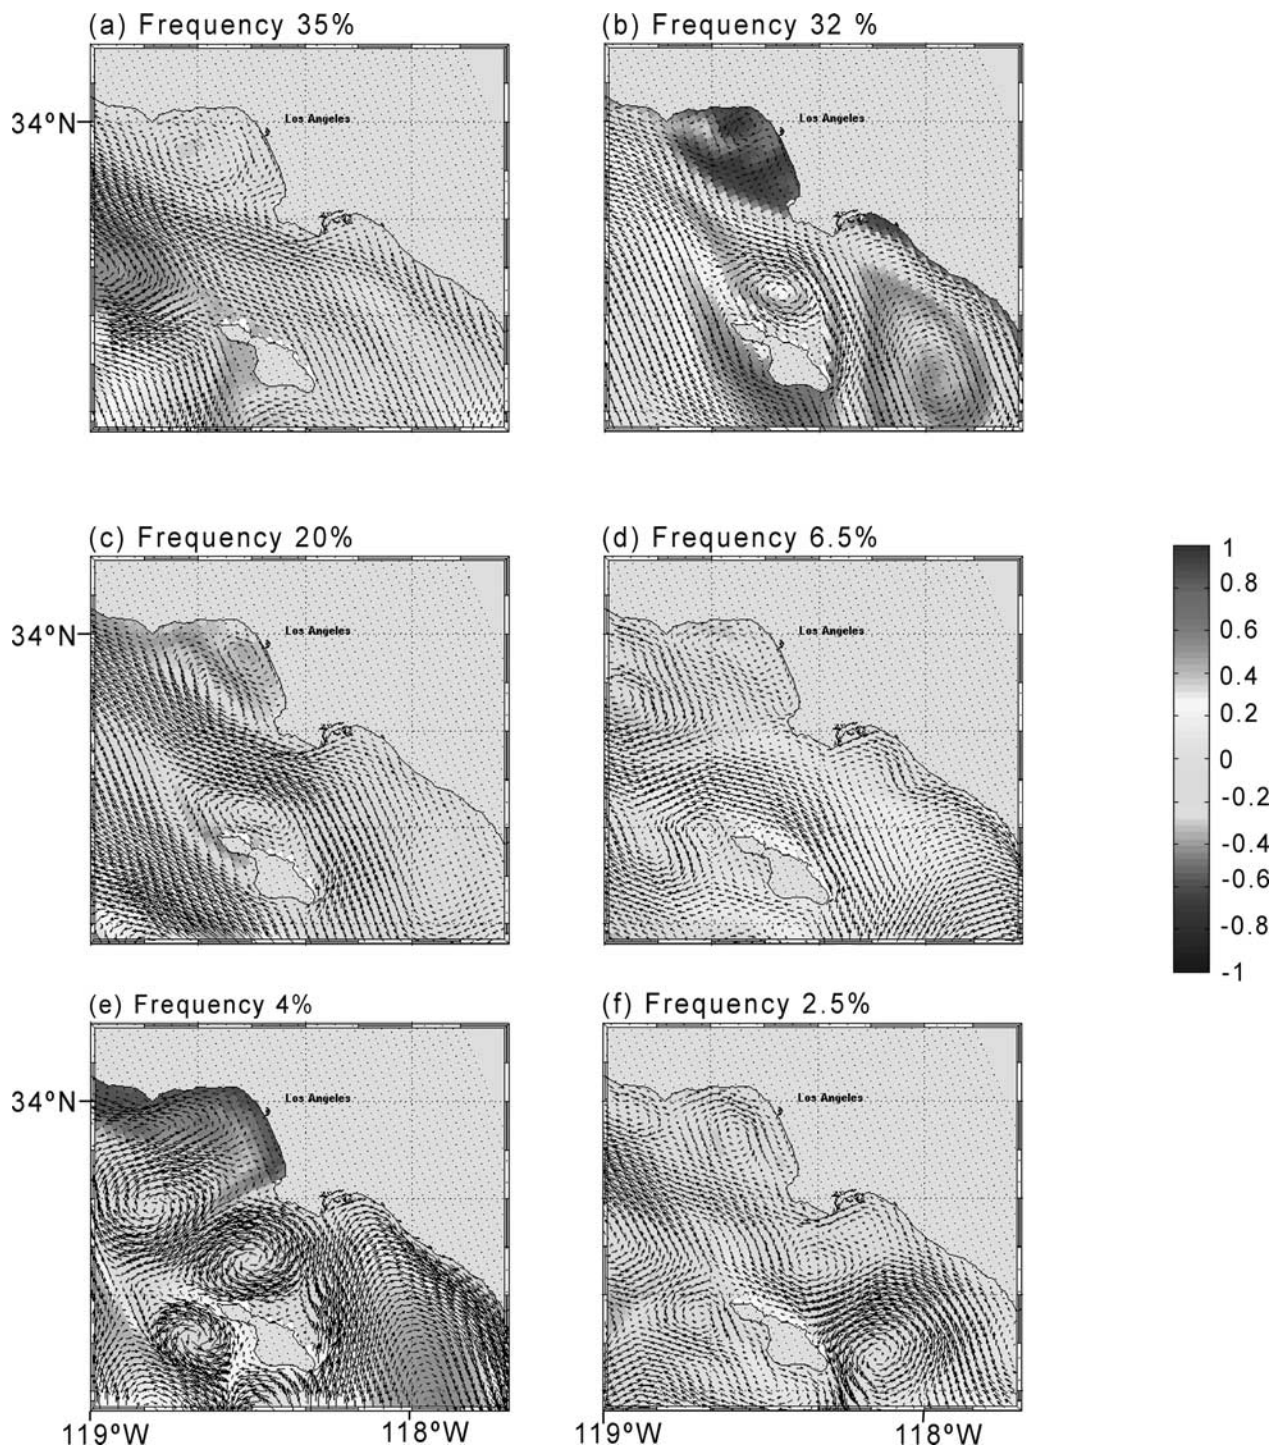 (a) Frequency 35%
(b) Frequency 32 %
34°N
Los Angeles
Los Angeles
(c) Frequency 20%
(d) Frequency 6.5%
34°N
Los Angeles
Los Angeles
1
0.8
0.6
0.4
0.2
0
-0.2
-0.4
-0.6
-0.8
-1
(e) Frequency 4%
(f) Frequency 2.5%
34°N
Los Angeles
Los Angeles
119°W
118°W
119°W
118°W